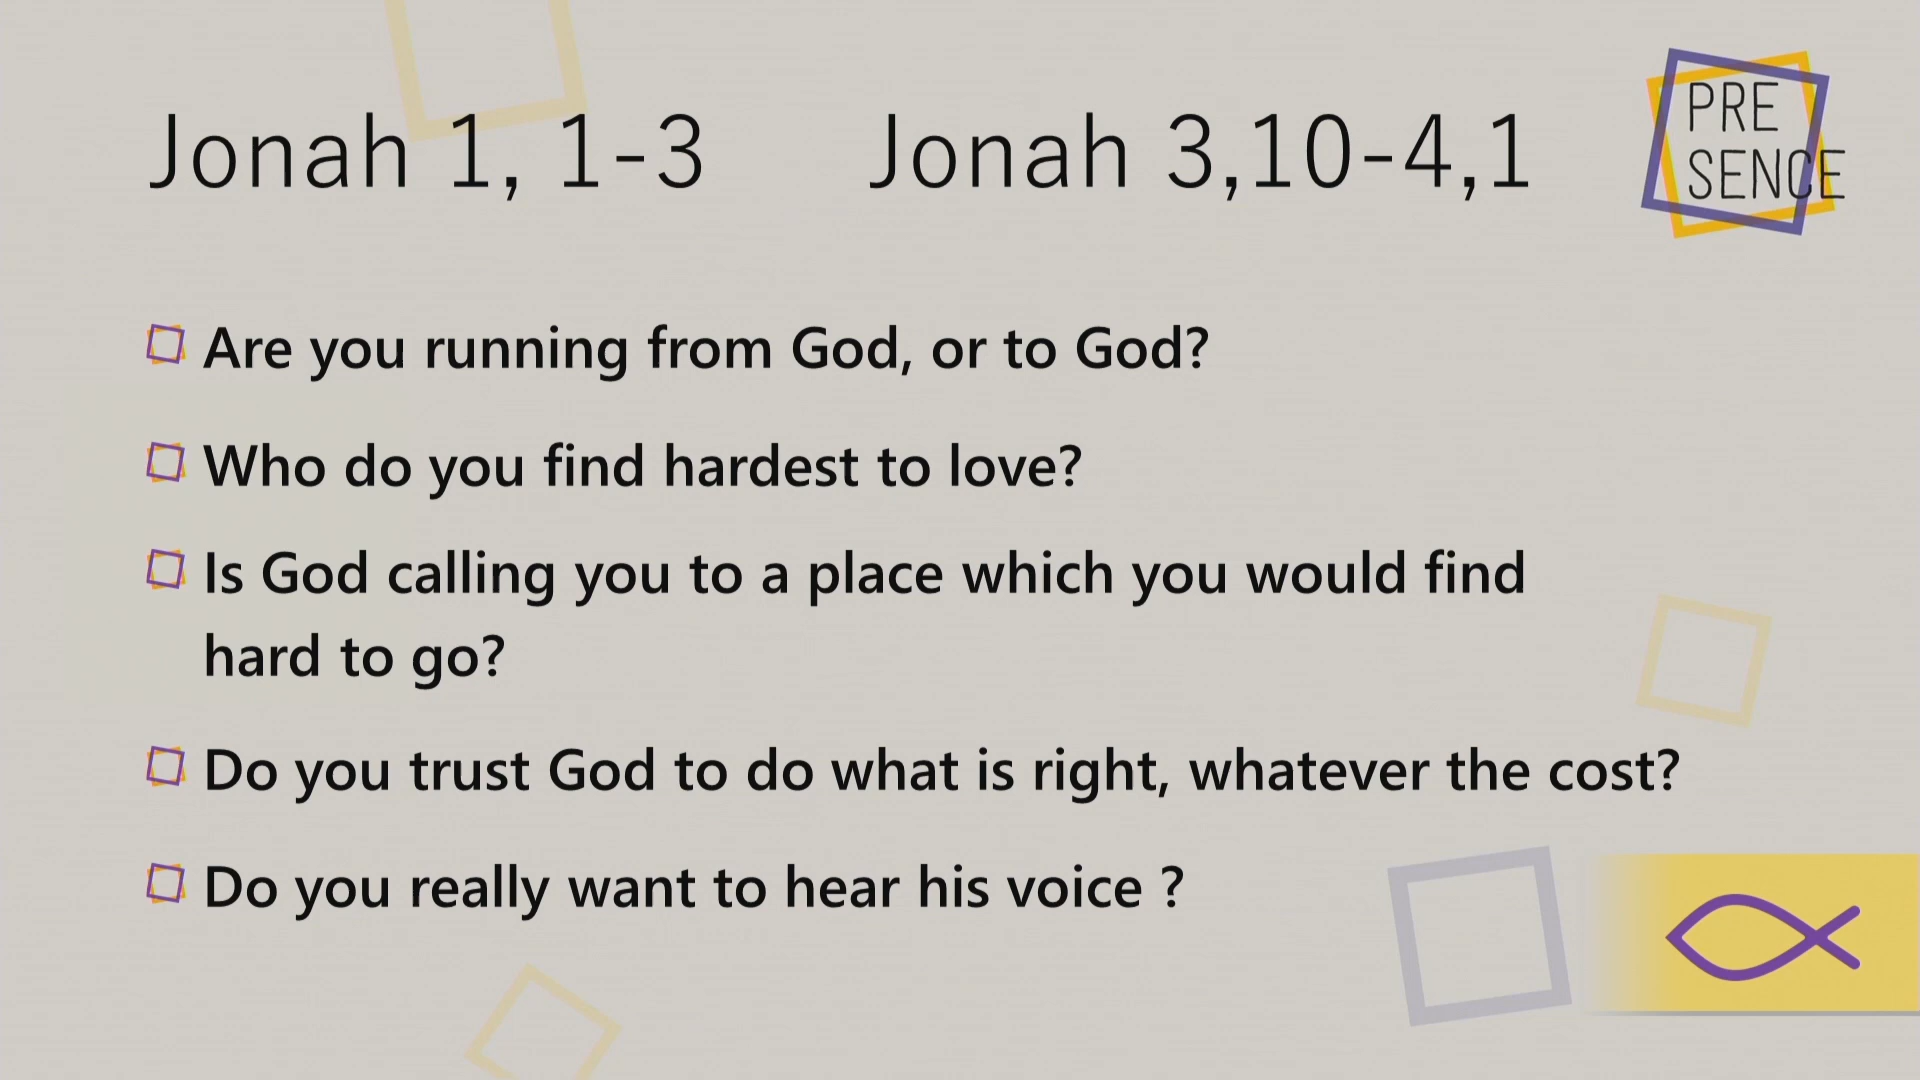 Jonah 1, 1-3 Jonah 3,10-4,1
PRE
SENCE
Are you running from God, or to God?
Who do you find hardest to love?
Is God calling you to a place which you would find
hard to go?
Do you trust God to do what is right, whatever the cost?
Do you really want to hear his voice ?